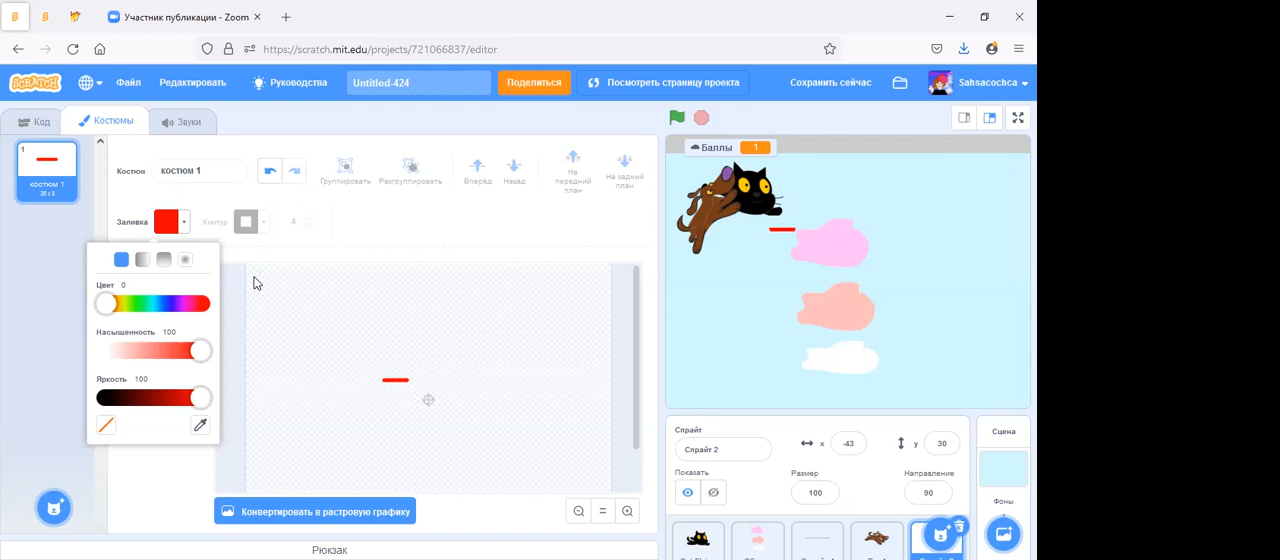 Участник публикации - Zoom
https://scratch.mit.edu/projects/721066837/editor
SCRATCH
Файл
Редактировать
Руководства
Untitled-424
Поделиться
Посмотреть страницу проекта
Сохранить сейчас
Sahsacochca
Код
Костюмы
Звуки
1
костюм 1
35 x 5
Костюм
костюм 1
Группировать
Разгруппировать
Вперёд
Назад
На передний план
На задний план
Заливка
Контур
4
Цвет 0
Насыщенность 100
Яркость 100
Конвертировать в растровую графику
Рюкзак
Баллы 1
Спрайт
Спрайт 2
x -43
y 30
Показать
Размер
100
Направление
90
Сцена
Фоны